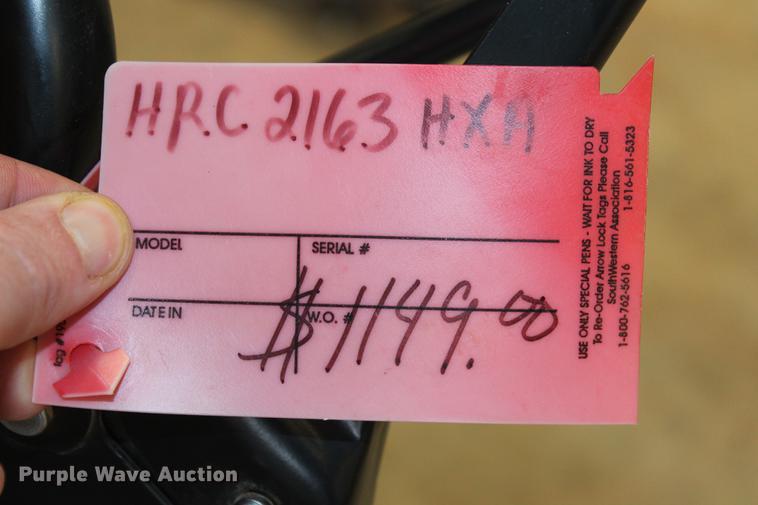 HRC 2163 HXA
MODEL
SERIAL #
DATE IN
W.O. #
$1149.00
USE ONLY SPECIAL PENS - WAIT FOR INK TO DRY
To Re-Order Arrow Lock Tags Please Call
SouthWestern Association
1-800-762-5616 1-816-561-5323
Purple Wave Auction